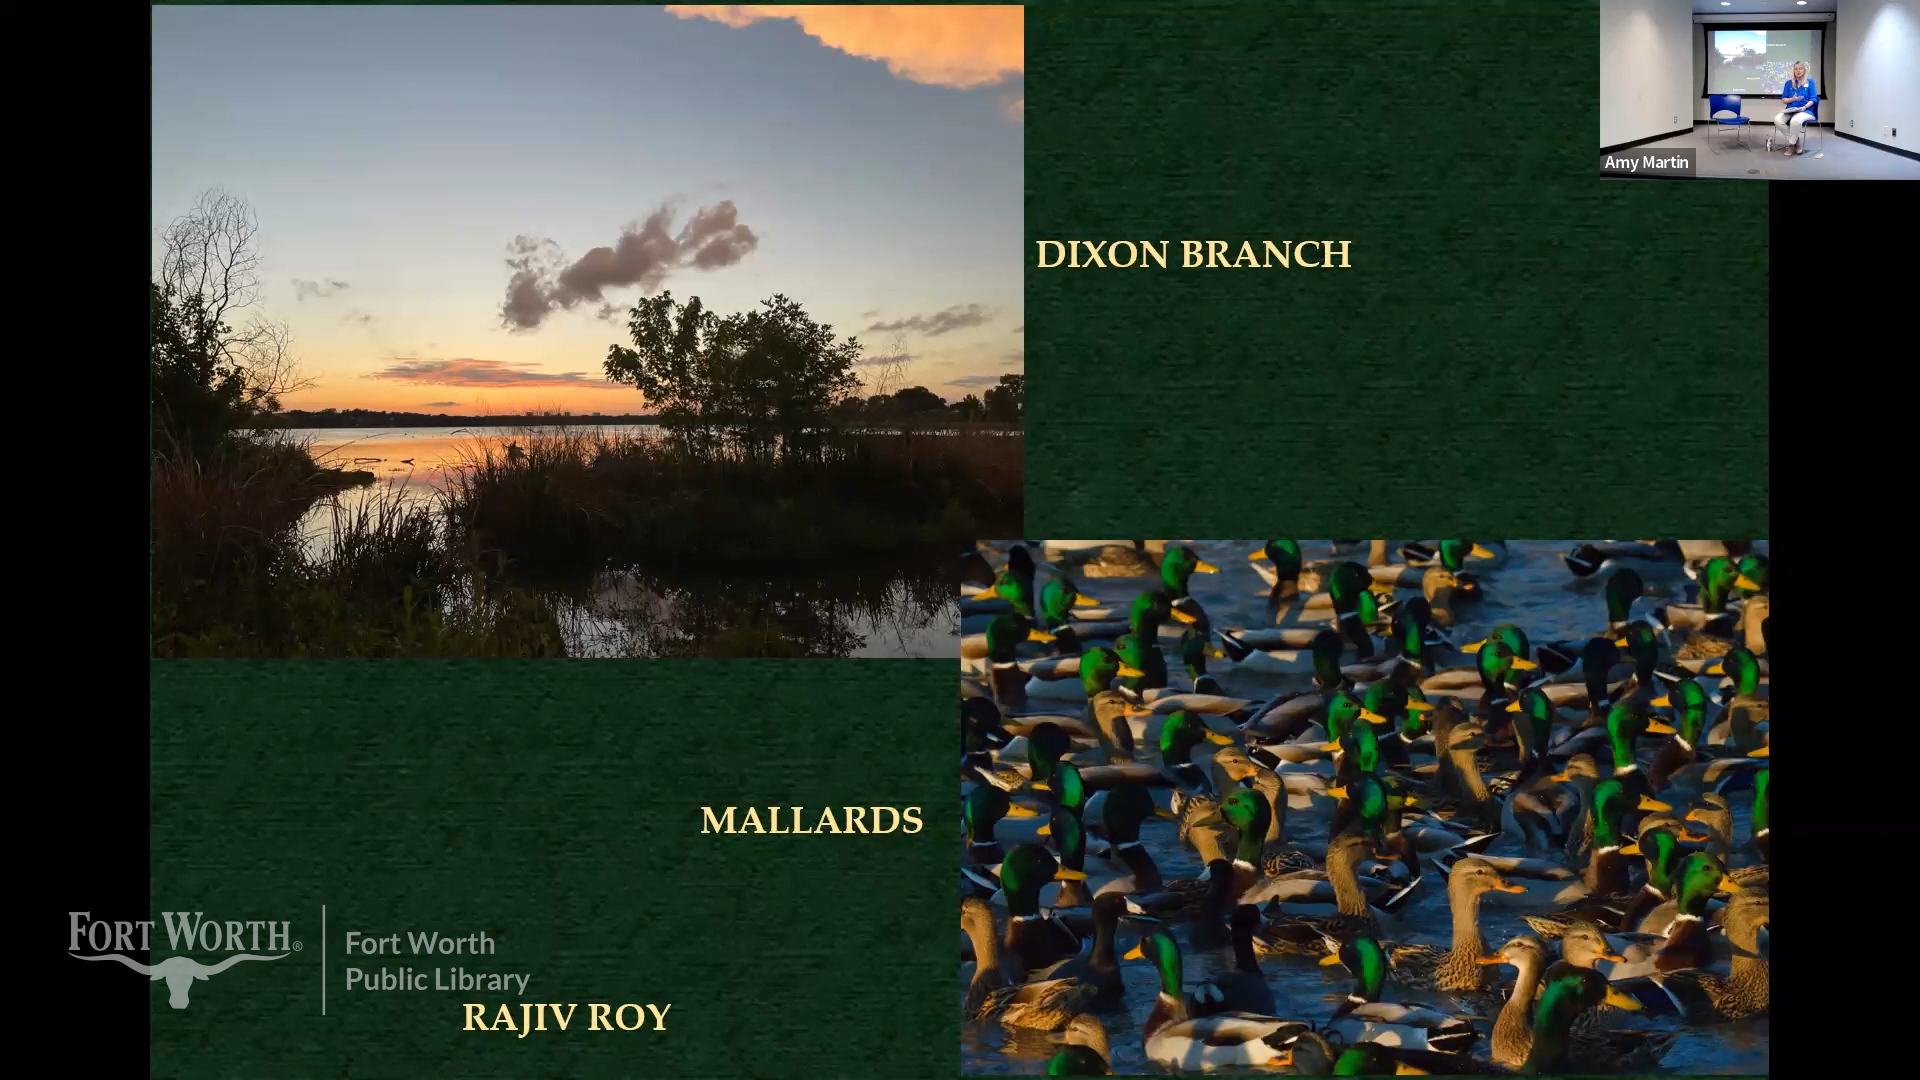 Amy Martin
DIXON BRANCH
MALLARDS
FORT WORTH®
Fort Worth
Public Library
RAJIV ROY